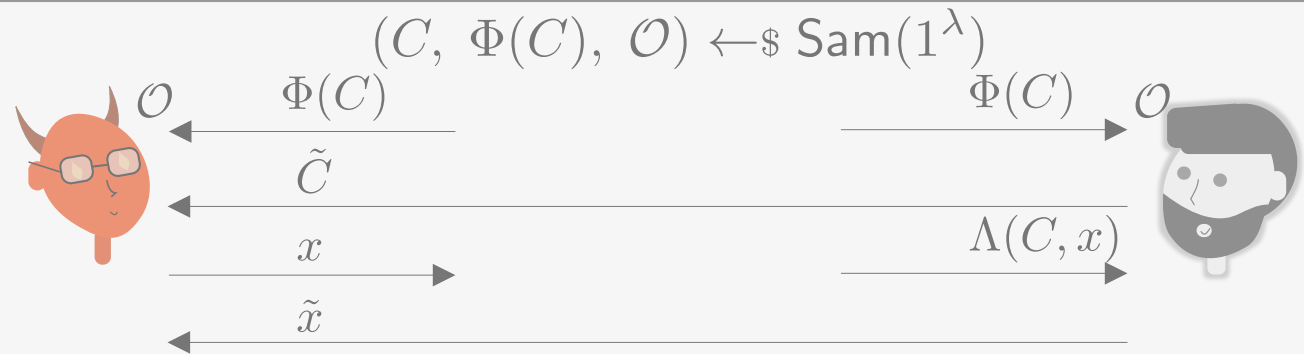 (C, Φ(C), 𝒪) ←$ Sam(1^λ)
𝒪 Φ(C) Φ(C) 𝒪
C̃
x Λ(C, x)
x̃